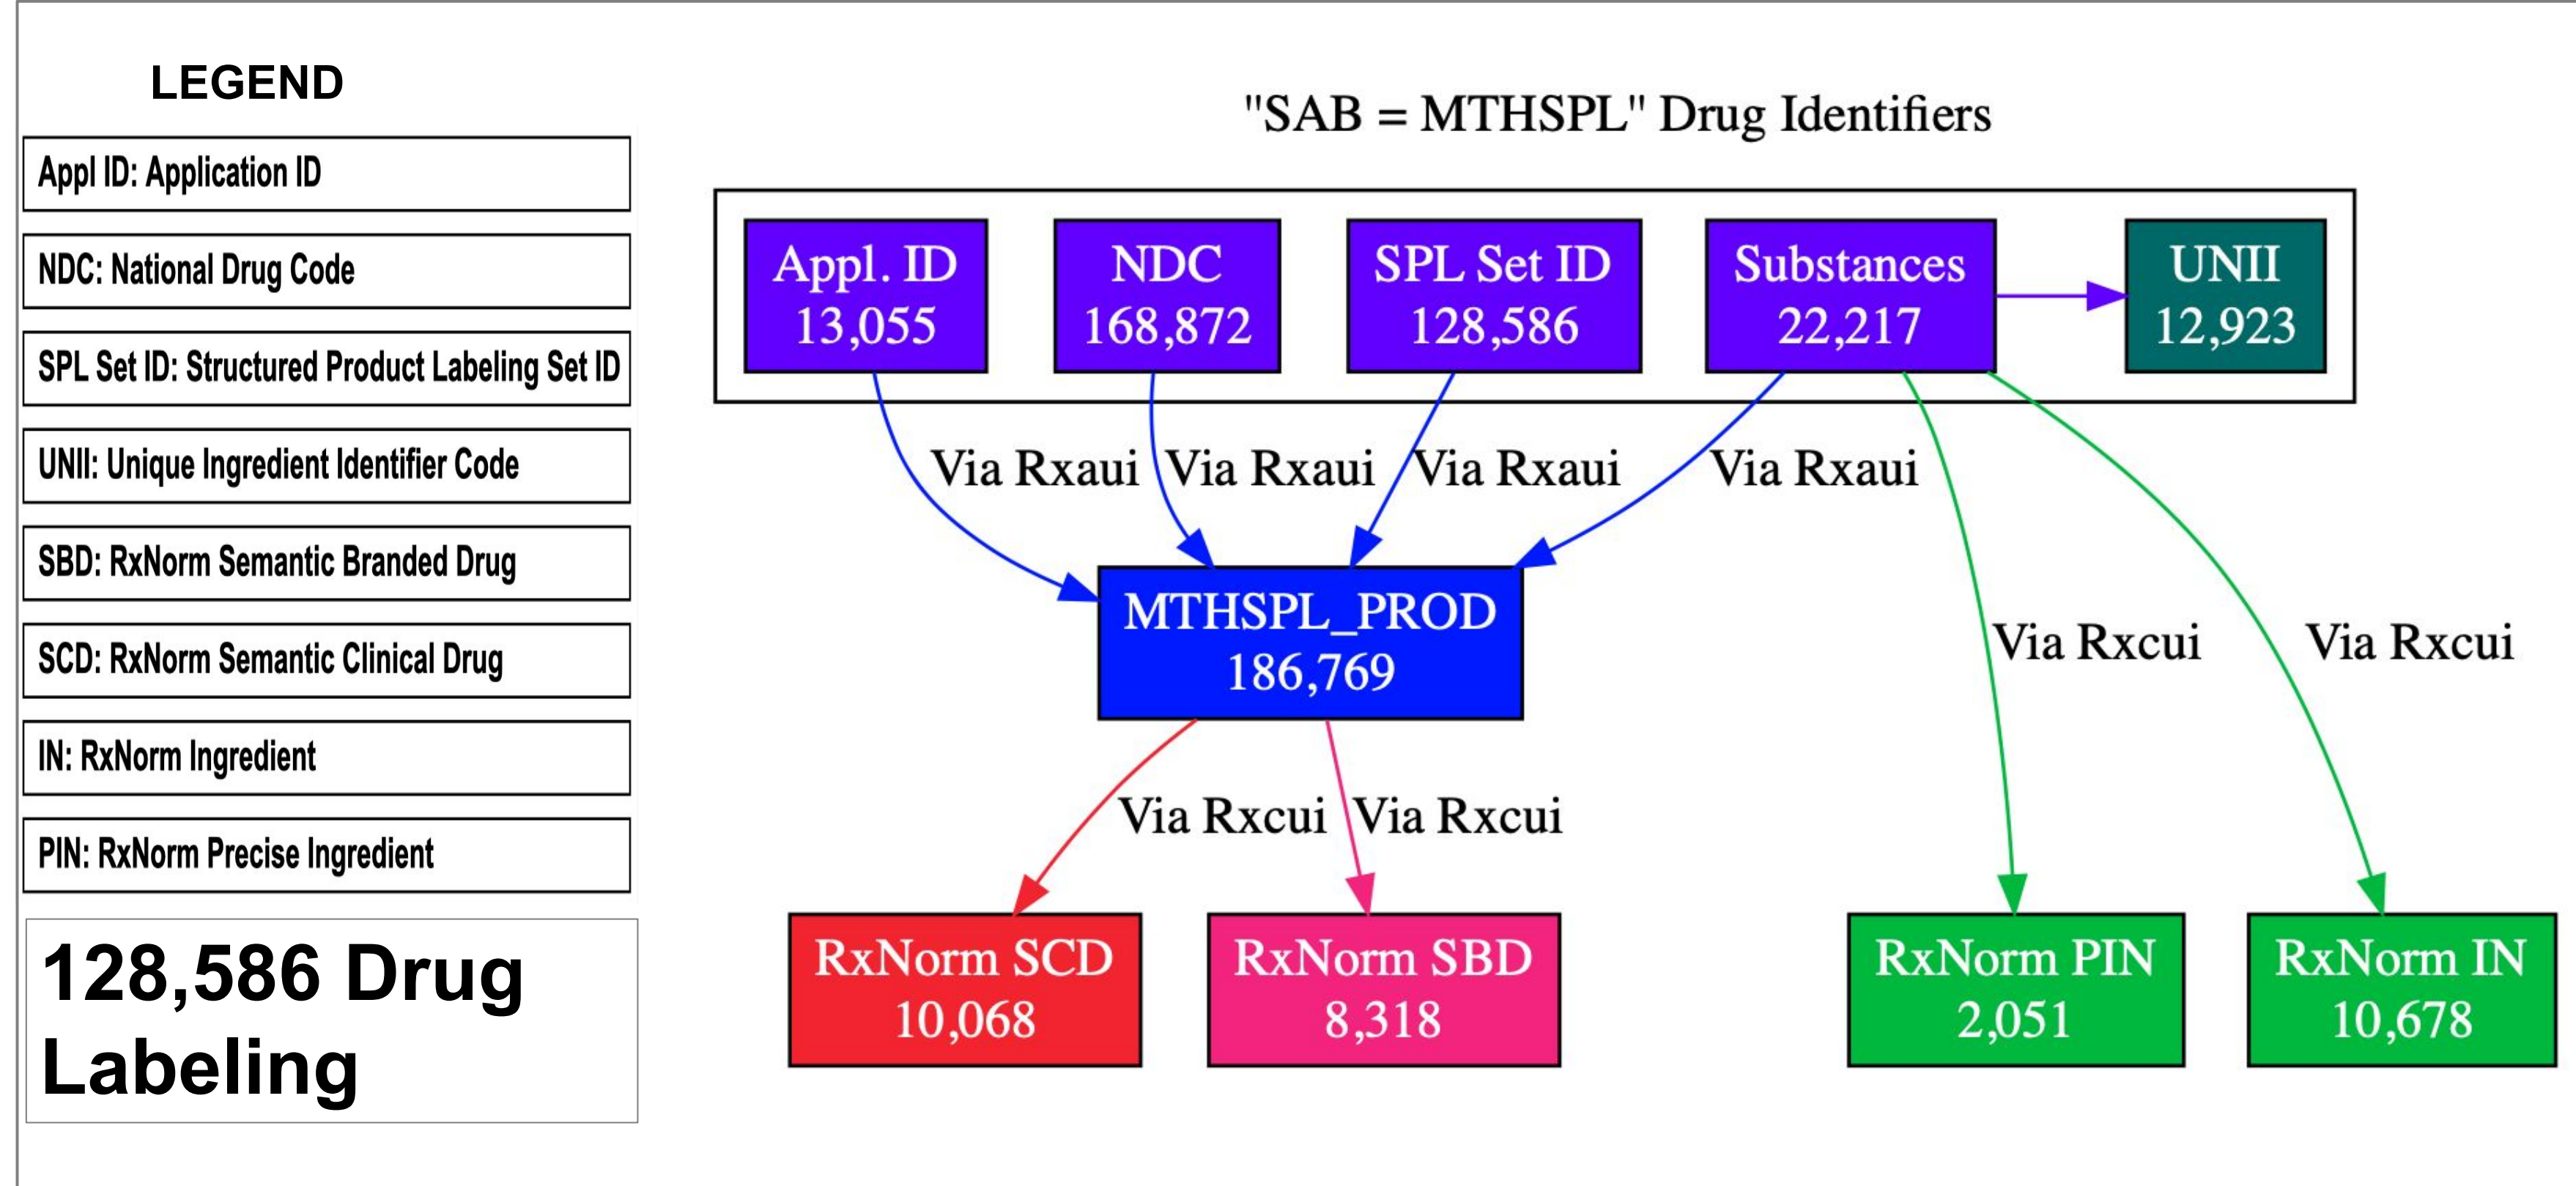 LEGEND
Appl ID: Application ID
NDC: National Drug Code
SPL Set ID: Structured Product Labeling Set ID
UNII: Unique Ingredient Identifier Code
SBD: RxNorm Semantic Branded Drug
SCD: RxNorm Semantic Clinical Drug
IN: RxNorm Ingredient
PIN: RxNorm Precise Ingredient
128,586 Drug
Labeling
"SAB = MTHSPL" Drug Identifiers
Appl. ID
13,055
NDC
168,872
SPL Set ID
128,586
Substances
22,217
UNII
12,923
Via Rxaui
Via Rxaui
Via Rxaui
Via Rxaui
MTHSPL_PROD
186,769
Via Rxcui
Via Rxcui
Via Rxcui
Via Rxcui
RxNorm SCD
10,068
RxNorm SBD
8,318
RxNorm PIN
2,051
RxNorm IN
10,678